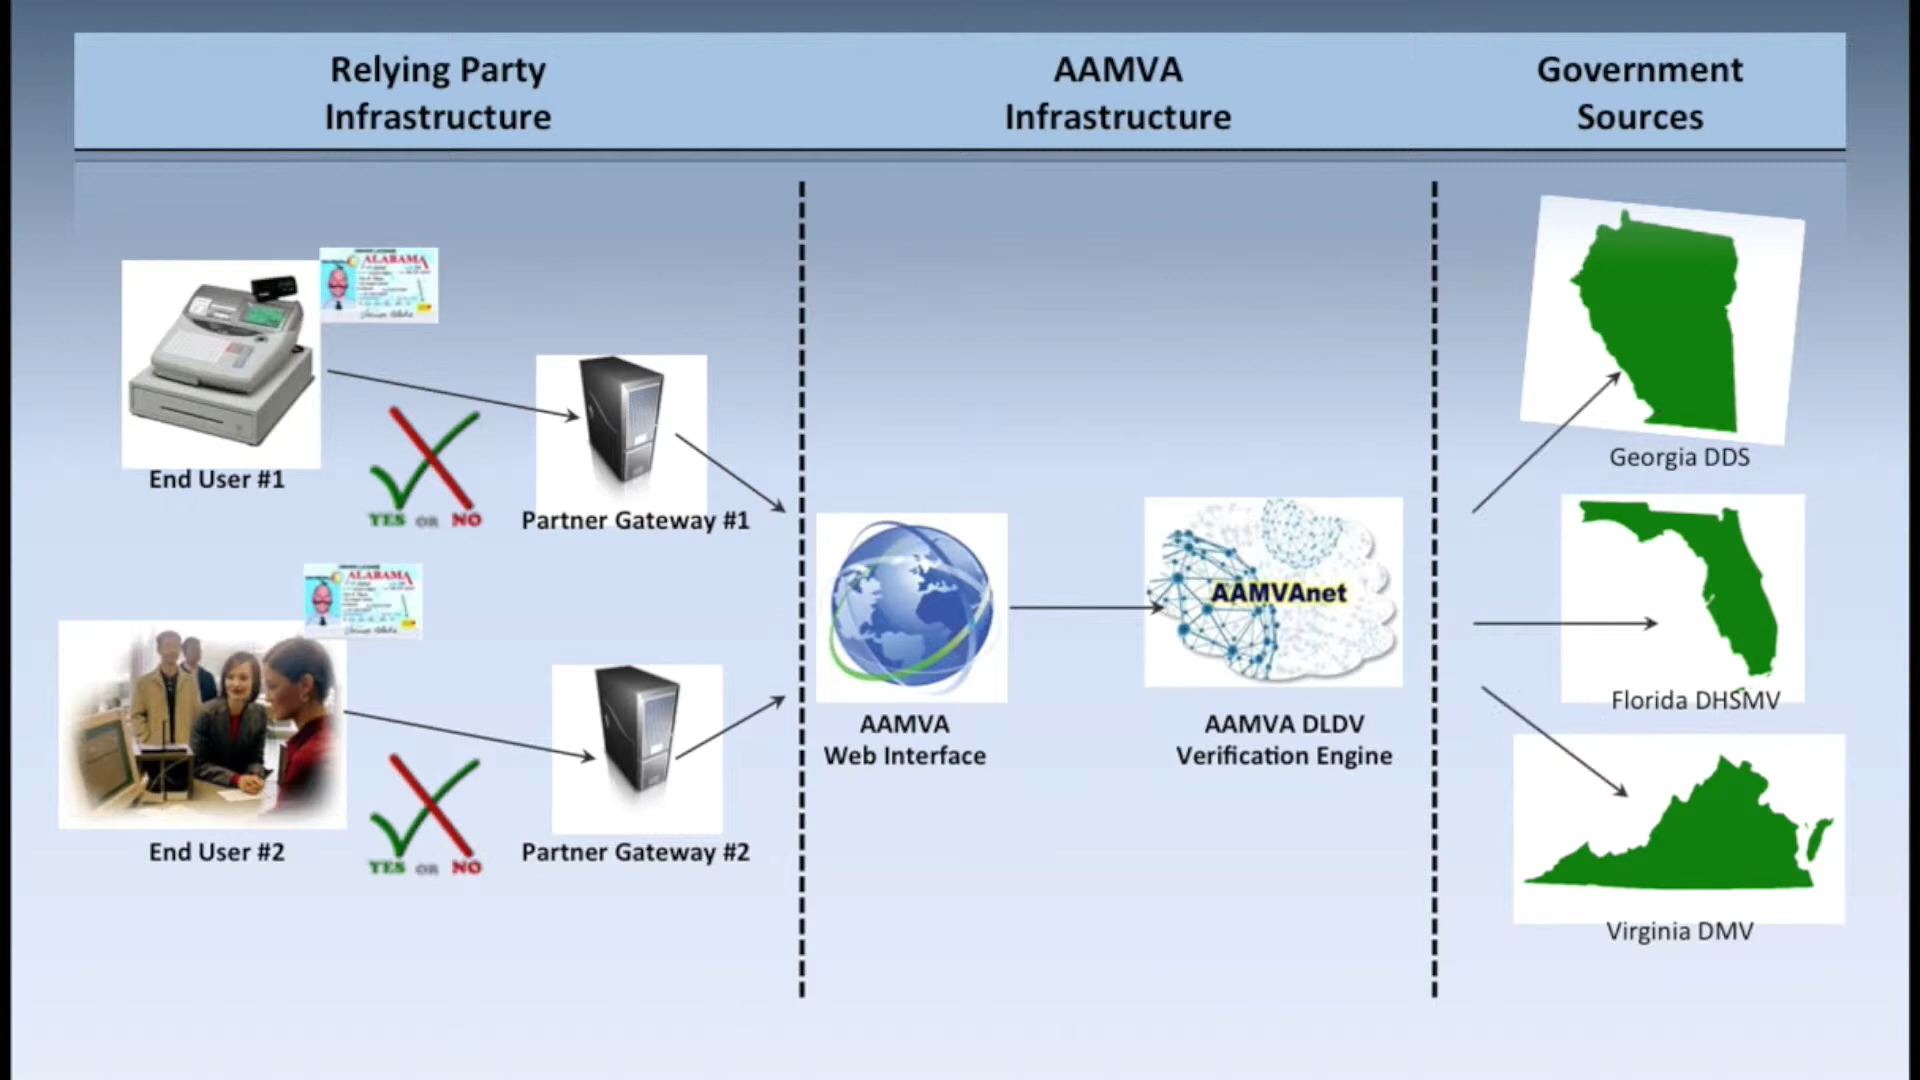 Relying Party
Infrastructure
AAMVA
Infrastructure
Government
Sources
ALABAMA
End User #1
YES OR NO
Partner Gateway #1
ALABAMA
End User #2
YES OR NO
Partner Gateway #2
AAMVA
Web Interface
AAMVAnet
AAMVA DLDV
Verification Engine
Georgia DDS
Florida DHSMV
Virginia DMV